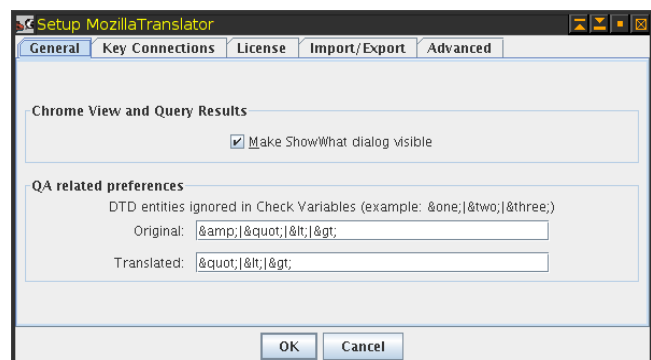 Setup MozillaTranslator
General Key Connections License Import/Export Advanced
Chrome View and Query Results
Make ShowWhat dialog visible
QA related preferences
DTD entities ignored in Check Variables (example: &one;|&two;|&three;)
Original: &amp;|&quot;|&lt;|&gt;
Translated: &quot;|&lt;|&gt;
OK Cancel